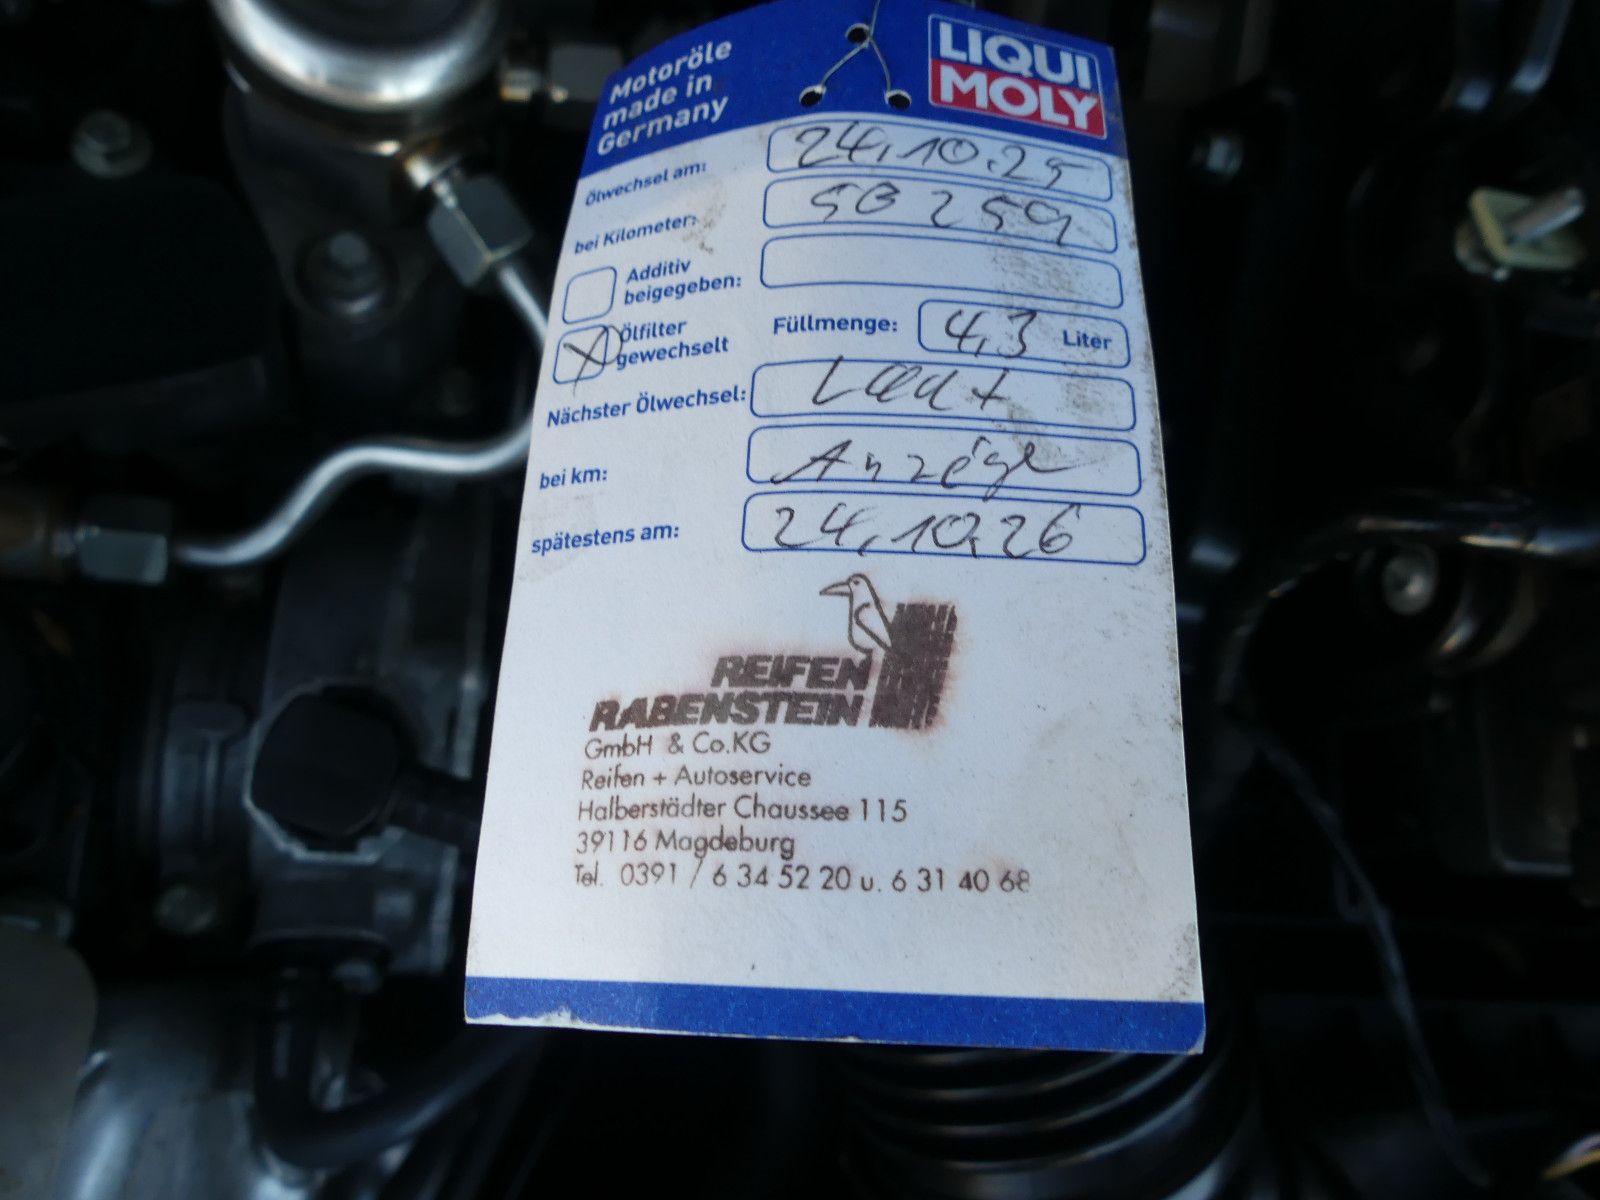 Motoröle
made in
Germany
LIQUI
MOLY
Ölwechsel am: 24.10.25
bei Kilometer: 58 259
Additiv
beigegeben:
Ölfilter
gewechselt
Füllmenge: 4,3 Liter
Nächster Ölwechsel: Laut
bei km: Anzeige
spätestens am: 24.10.26
REIFEN
RABENSTEIN
GmbH & Co.KG
Reifen + Autoservice
Halberstädter Chaussee 115
39116 Magdeburg
Tel. 0391 / 6 34 52 20 u. 6 31 40 68